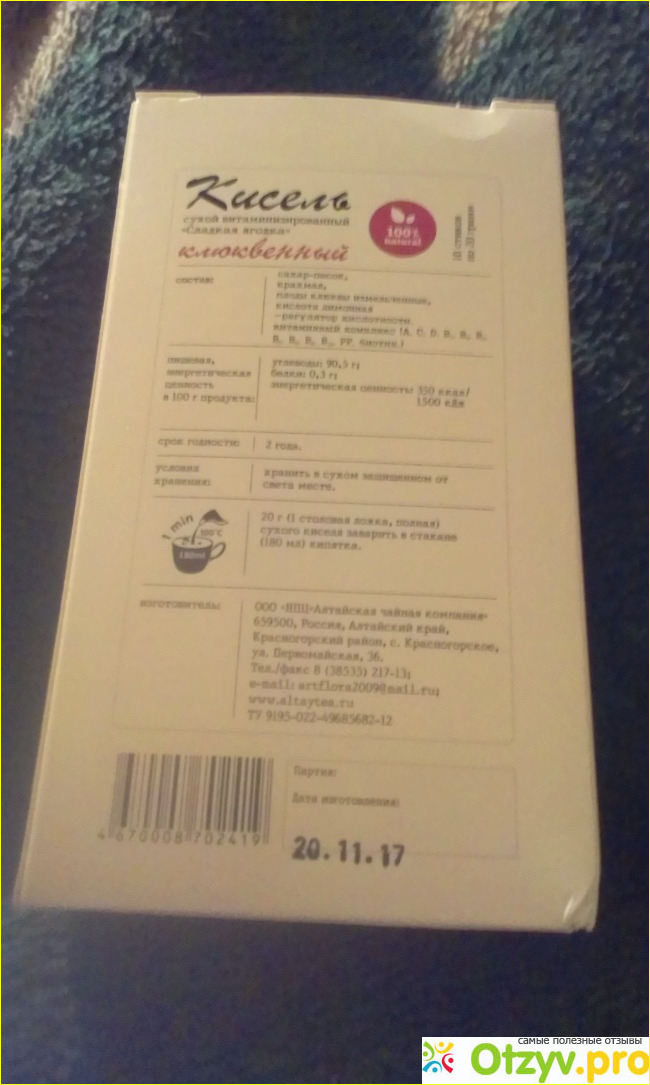 Кисель
сухой витаминизированный
«Сладкая ягодка»
клюквенный
100%
natural
10 стиков
по 20 грамм
состав:
сахар-песок,
крахмал,
плоды клюквы измельченные,
кислота лимонная
-регулятор кислотности,
витаминный комплекс (A, C, D,
PP, биотин.)
пищевая,
энергетическая
ценность
в 100 г продукта:
углеводы: 90,5 г;
белки: 0,3 г;
энергетическая ценность: 350 ккал/
1500 кДж
срок годности:
2 года.
условия
хранения:
хранить в сухом защищенном от
света месте.
1 min
100°C
180ml
20 г (1 столовая ложка, полная)
сухого киселя заварить в стакане
(180 мл) кипятка.
изготовитель:
ООО «НПЦ«Алтайская чайная компания»
659500, Россия, Алтайский край,
Красногорский район, с. Красногорское,
ул. Первомайская, 36.
Тел./факс 8 (38535) 217-13;
e-mail: artflora2009@mail.ru;
www.altaytea.ru
ТУ 9195-022-49685682-12
Партия:
Дата изготовления:
4 670008 702419
20.11.17
самые полезные отзывы
Otzyv.pro